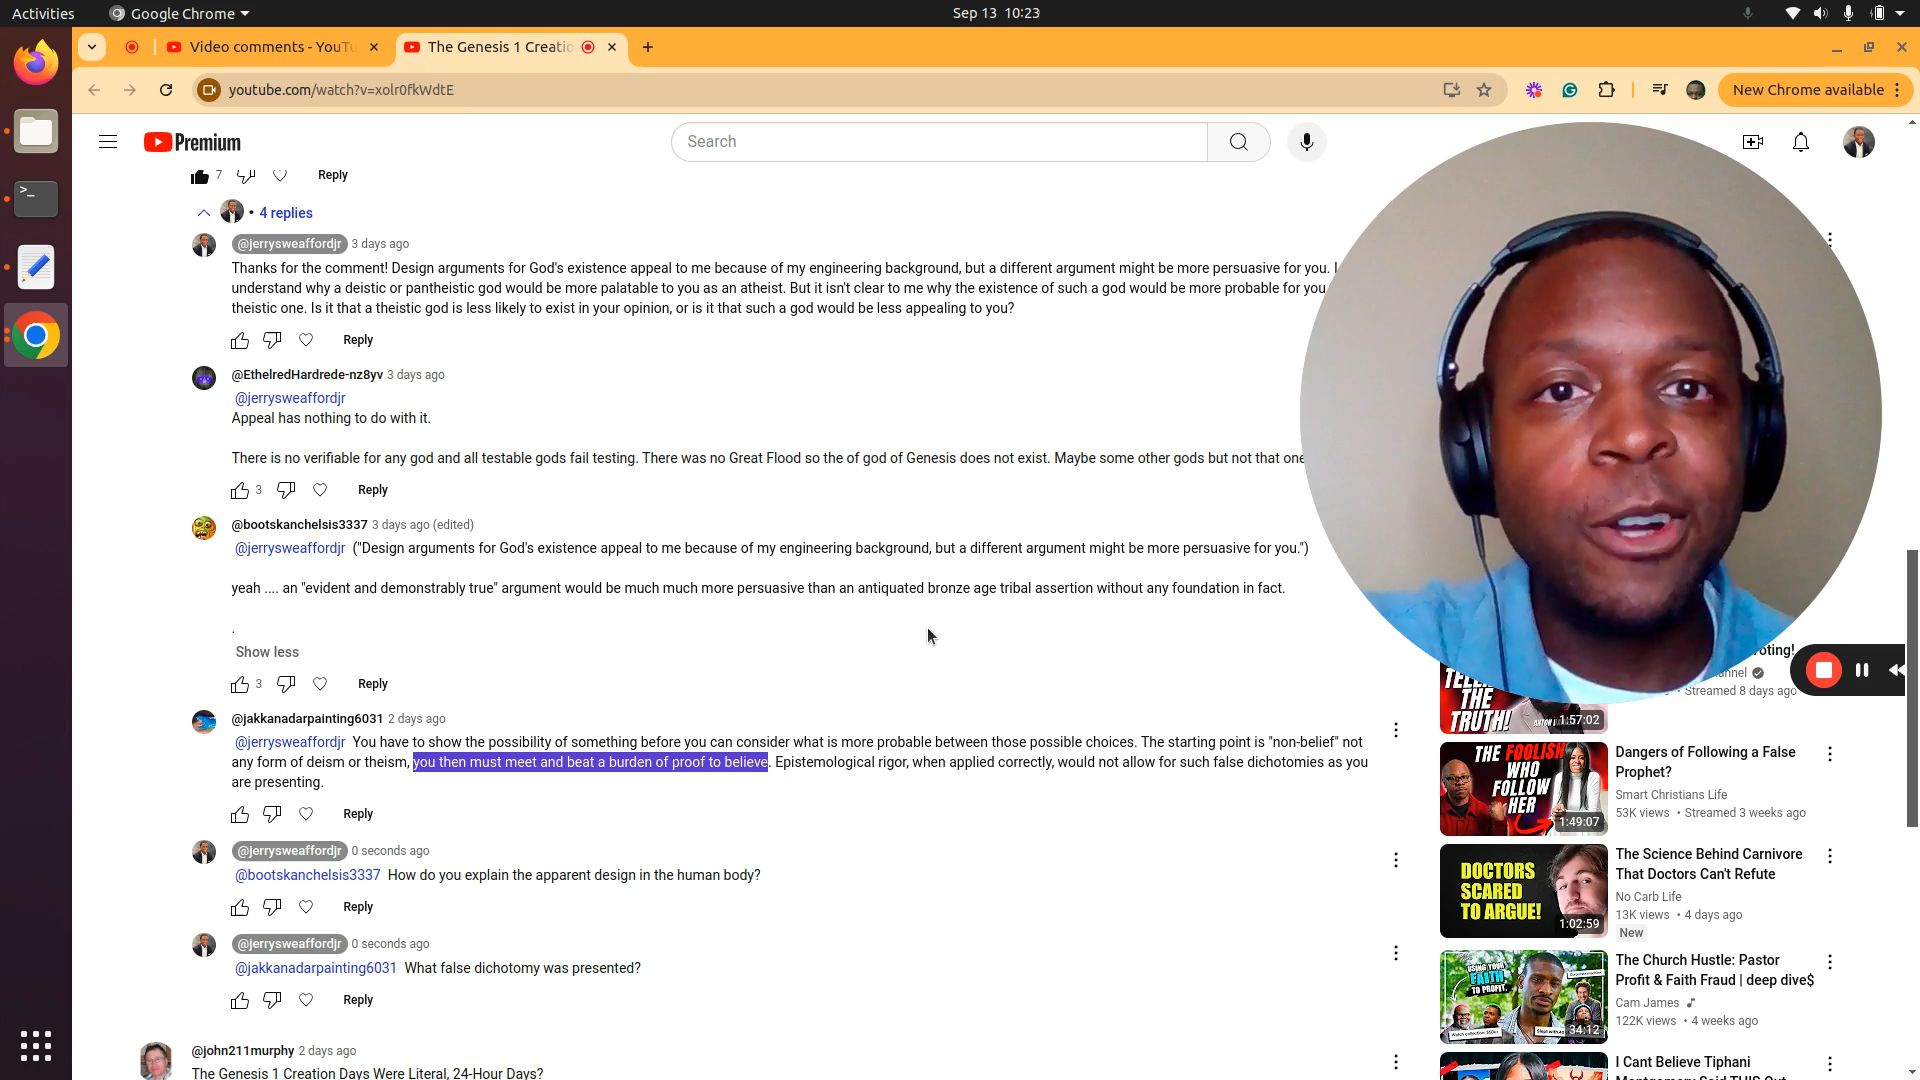 Activities
Google Chrome
Sep 13 10:23
Video comments - YouTu
The Genesis 1 Creatio
youtube.com/watch?v=xolr0fkWdtE
New Chrome available
Premium
Search
7
Reply
• 4 replies
@jerrysweaffordjr 3 days ago
Thanks for the comment! Design arguments for God's existence appeal to me because of my engineering background, but a different argument might be more persuasive for you. I
understand why a deistic or pantheistic god would be more palatable to you as an atheist. But it isn't clear to me why the existence of such a god would be more probable for you
theistic one. Is it that a theistic god is less likely to exist in your opinion, or is it that such a god would be less appealing to you?
Reply
@EthelredHardrede-nz8yv 3 days ago
@jerrysweaffordjr
Appeal has nothing to do with it.
There is no verifiable for any god and all testable gods fail testing. There was no Great Flood so the of god of Genesis does not exist. Maybe some other gods but not that one
3
Reply
@bootskanchelsis3337 3 days ago (edited)
@jerrysweaffordjr ("Design arguments for God's existence appeal to me because of my engineering background, but a different argument might be more persuasive for you.")
yeah .... an "evident and demonstrably true" argument would be much much more persuasive than an antiquated bronze age tribal assertion without any foundation in fact.
.
Show less
3
Reply
@jakkanadarpainting6031 2 days ago
@jerrysweaffordjr You have to show the possibility of something before you can consider what is more probable between those possible choices. The starting point is "non-belief" not
any form of deism or theism, you then must meet and beat a burden of proof to believe. Epistemological rigor, when applied correctly, would not allow for such false dichotomies as you
are presenting.
Reply
@jerrysweaffordjr 0 seconds ago
@bootskanchelsis3337 How do you explain the apparent design in the human body?
Reply
@jerrysweaffordjr 0 seconds ago
@jakkanadarpainting6031 What false dichotomy was presented?
Reply
@john211murphy 2 days ago
The Genesis 1 Creation Days Were Literal, 24-Hour Days?
oting!
annel
Streamed 8 days ago
THE
TRUTH!
1:57:02
THE FOOLISH
WHO
FOLLOW
HER
1:49:07
Dangers of Following a False
Prophet?
Smart Christians Life
53K views • Streamed 3 weeks ago
DOCTORS
SCARED
TO ARGUE!
1:02:59
The Science Behind Carnivore
That Doctors Can't Refute
No Carb Life
13K views • 4 days ago
New
USING YOUR
FAITH
TO PROFIT.
34:12
The Church Hustle: Pastor
Profit & Faith Fraud | deep dive$
Cam James
122K views • 4 weeks ago
I Cant Believe Tiphani
Montgomery Said THIS Out